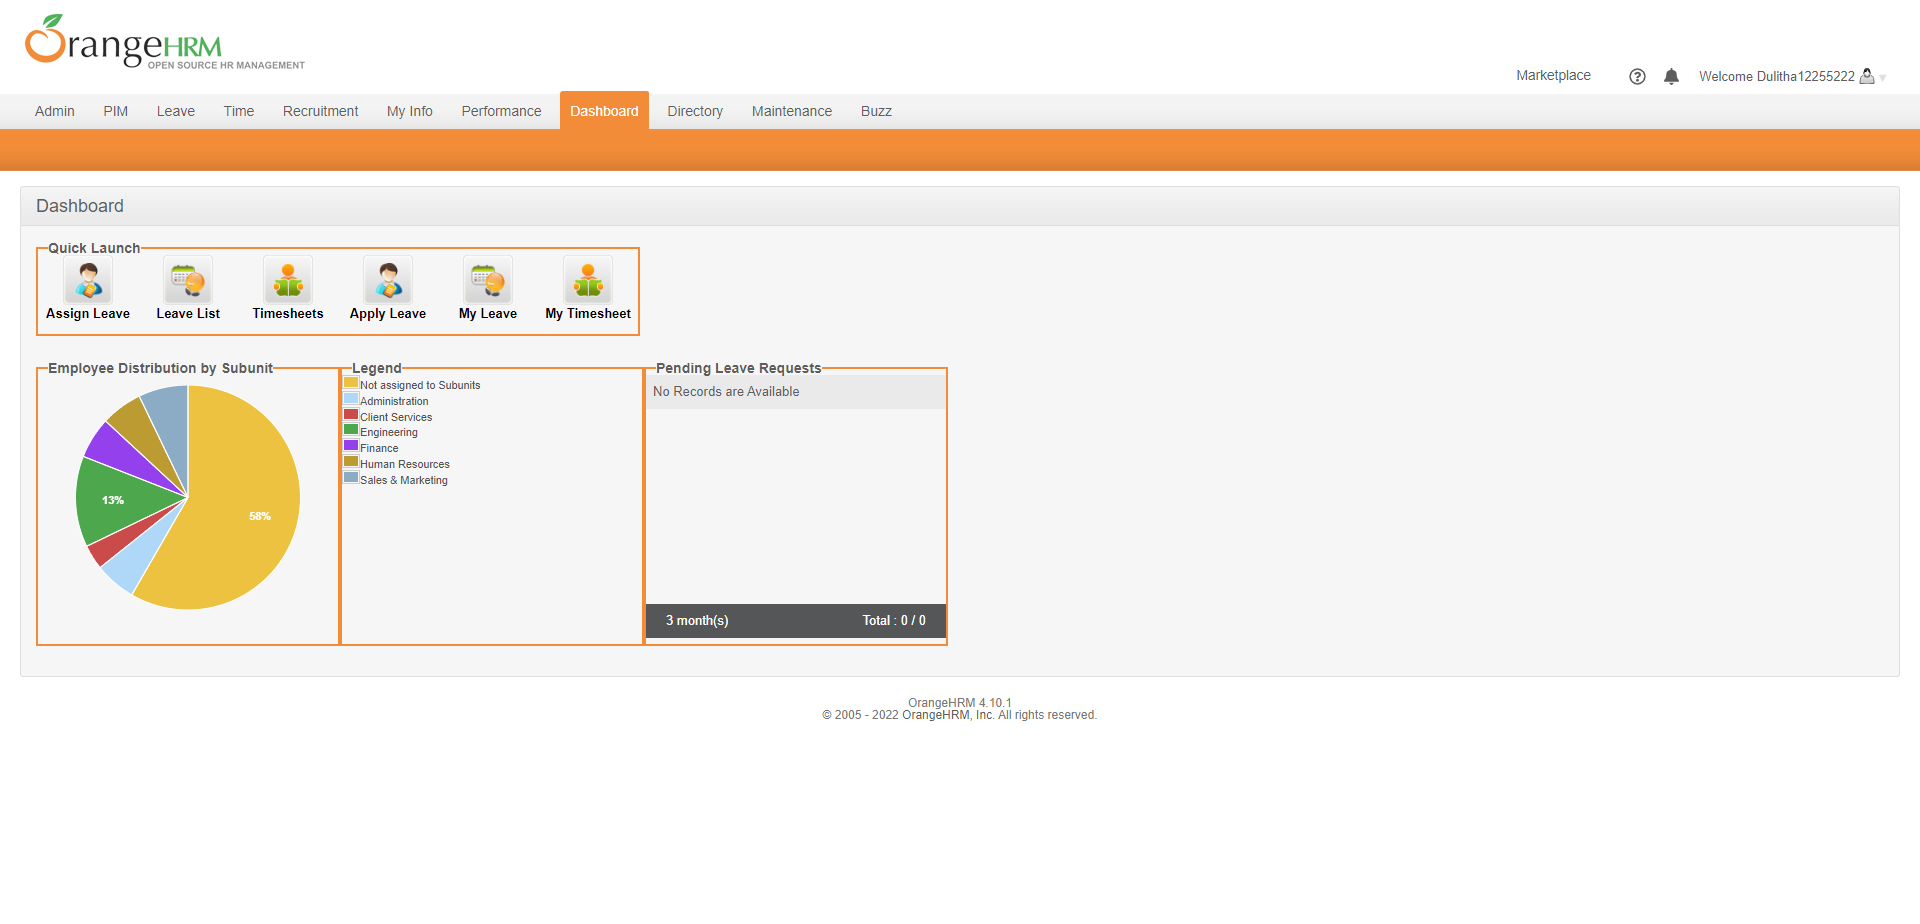 OrangeHRM
OPEN SOURCE HR MANAGEMENT
Marketplace
Welcome Dulitha12255222
Admin PIM Leave Time Recruitment My Info Performance Dashboard Directory Maintenance Buzz
Dashboard
Quick Launch
Assign Leave Leave List Timesheets Apply Leave My Leave My Timesheet
Employee Distribution by Subunit
13%
58%
Legend
Not assigned to Subunits
Administration
Client Services
Engineering
Finance
Human Resources
Sales & Marketing
Pending Leave Requests
No Records are Available
3 month(s) Total : 0 / 0
OrangeHRM 4.10.1
© 2005 - 2022 OrangeHRM, Inc. All rights reserved.